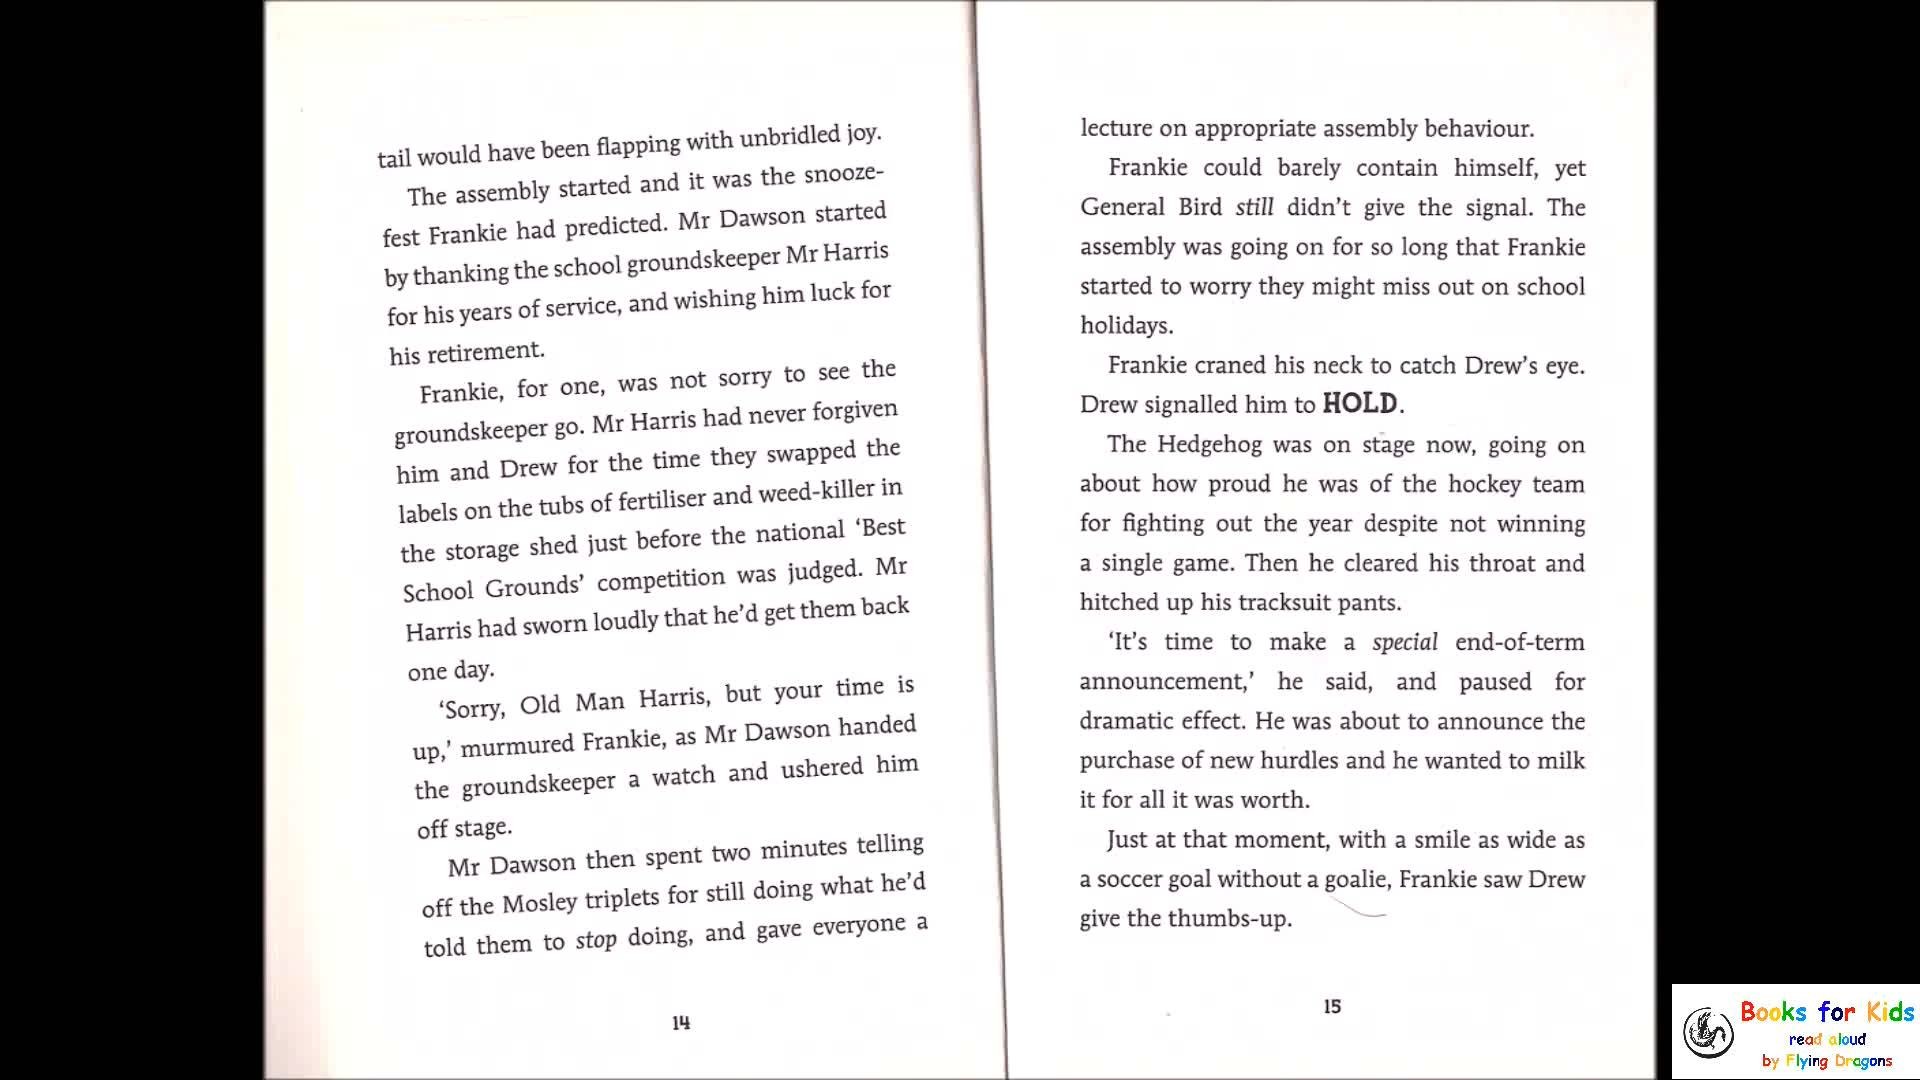 tail would have been flapping with unbridled joy.
The assembly started and it was the snooze-
fest Frankie had predicted. Mr Dawson started
by thanking the school groundskeeper Mr Harris
for his years of service, and wishing him luck for
his retirement.
Frankie, for one, was not sorry to see the
groundskeeper go. Mr Harris had never forgiven
him and Drew for the time they swapped the
labels on the tubs of fertiliser and weed-killer in
the storage shed just before the national ‘Best
School Grounds’ competition was judged. Mr
Harris had sworn loudly that he’d get them back
one day.
‘Sorry, Old Man Harris, but your time is
up,’ murmured Frankie, as Mr Dawson handed
the groundskeeper a watch and ushered him
off stage.
Mr Dawson then spent two minutes telling
off the Mosley triplets for still doing what he’d
told them to stop doing, and gave everyone a
14
lecture on appropriate assembly behaviour.
Frankie could barely contain himself, yet
General Bird still didn’t give the signal. The
assembly was going on for so long that Frankie
started to worry they might miss out on school
holidays.
Frankie craned his neck to catch Drew’s eye.
Drew signalled him to HOLD.
The Hedgehog was on stage now, going on
about how proud he was of the hockey team
for fighting out the year despite not winning
a single game. Then he cleared his throat and
hitched up his tracksuit pants.
‘It’s time to make a special end-of-term
announcement,’ he said, and paused for
dramatic effect. He was about to announce the
purchase of new hurdles and he wanted to milk
it for all it was worth.
Just at that moment, with a smile as wide as
a soccer goal without a goalie, Frankie saw Drew
give the thumbs-up.
15
Books for Kids
read aloud
by Flying Dragons